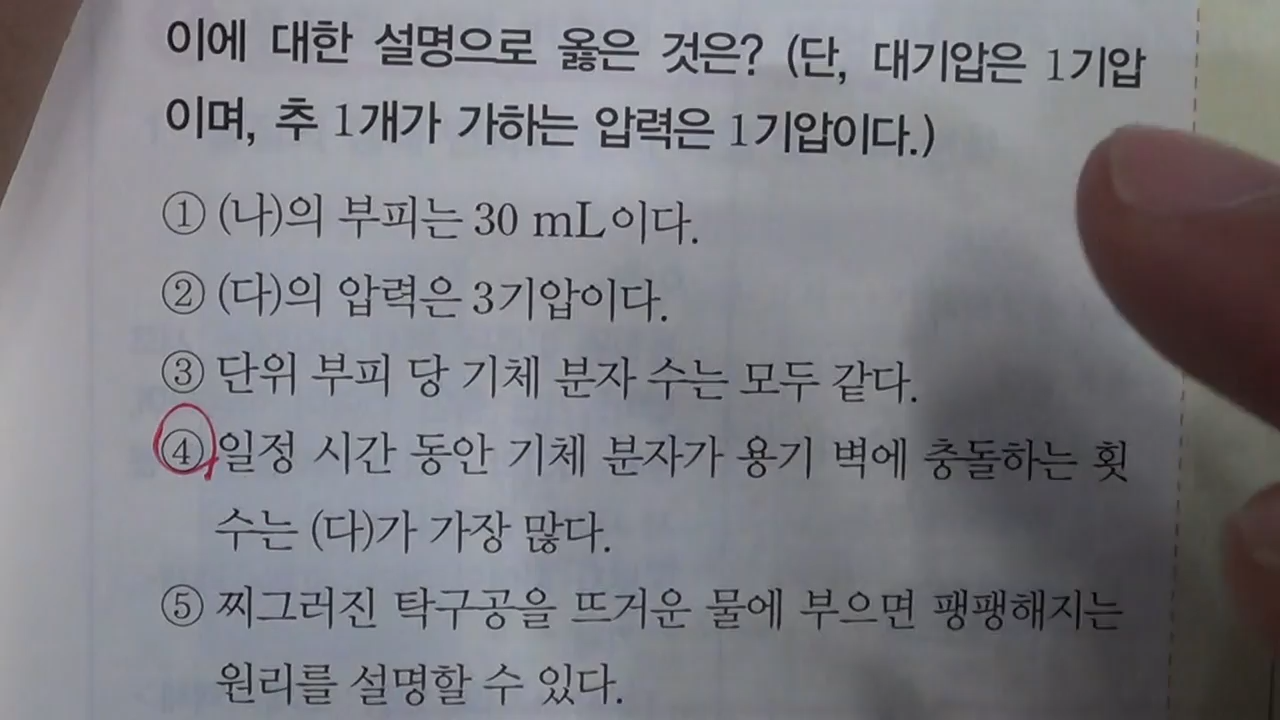 이에 대한 설명으로 옳은 것은? (단, 대기압은 1기압
이며, 추 1개가 가하는 압력은 1기압이다.)
① (나)의 부피는 30 mL이다.
② (다)의 압력은 3기압이다.
③ 단위 부피 당 기체 분자 수는 모두 같다.
④ 일정 시간 동안 기체 분자가 용기 벽에 충돌하는 횟
수는 (다)가 가장 많다.
⑤ 찌그러진 탁구공을 뜨거운 물에 부으면 팽팽해지는
원리를 설명할 수 있다.